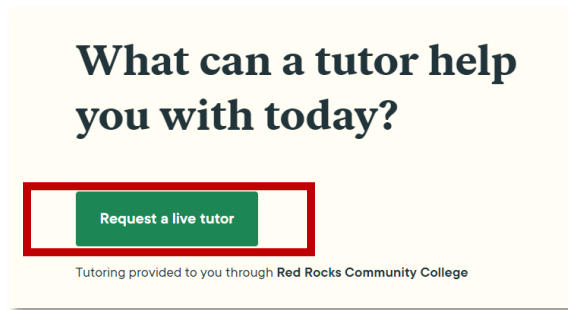 What can a tutor help
you with today?
Request a live tutor
Tutoring provided to you through Red Rocks Community College